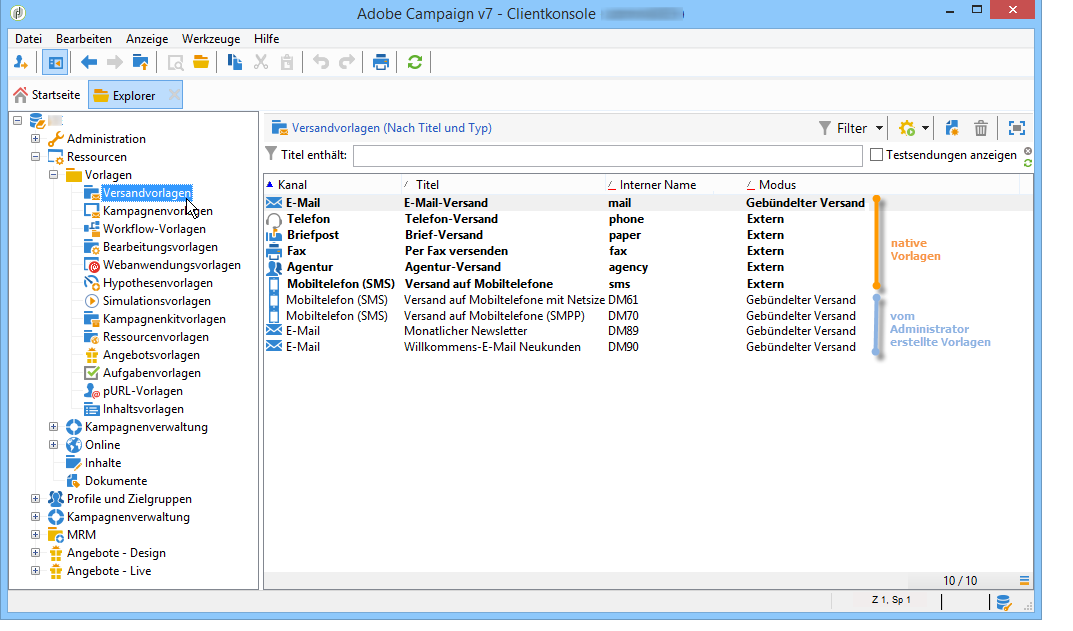 Adobe Campaign v7 - Clientkonsole
Datei Bearbeiten Anzeige Werkzeuge Hilfe
Startseite Explorer
Administration
Ressourcen
Vorlagen
Versandvorlagen
Kampagnenvorlagen
Workflow-Vorlagen
Bearbeitungsvorlagen
Webanwendungsvorlagen
Hypothesenvorlagen
Simulationsvorlagen
Kampagnenkitvorlagen
Ressourcenvorlagen
Angebotsvorlagen
Aufgabenvorlagen
pURL-Vorlagen
Inhaltsvorlagen
Kampagnenverwaltung
Online
Inhalte
Dokumente
Profile und Zielgruppen
Kampagnenverwaltung
MRM
Angebote - Design
Angebote - Live
Versandvorlagen (Nach Titel und Typ) Filter
Titel enthält: Testsendungen anzeigen
Kanal Titel Interner Name Modus
E-Mail E-Mail-Versand mail Gebündelter Versand
Telefon Telefon-Versand phone Extern
Briefpost Brief-Versand paper Extern
Fax Per Fax versenden fax Extern
Agentur Agentur-Versand agency Extern
Mobiltelefon (SMS) Versand auf Mobiltelefone sms Extern
Mobiltelefon (SMS) Versand auf Mobiltelefone mit Netsize DM61 Gebündelter Versand
Mobiltelefon (SMS) Versand auf Mobiltelefone (SMPP) DM70 Gebündelter Versand
E-Mail Monatlicher Newsletter DM89 Gebündelter Versand
E-Mail Willkommens-E-Mail Neukunden DM90 Gebündelter Versand
native
Vorlagen
vom
Administrator
erstellte Vorlagen
10 / 10
Z 1, Sp 1